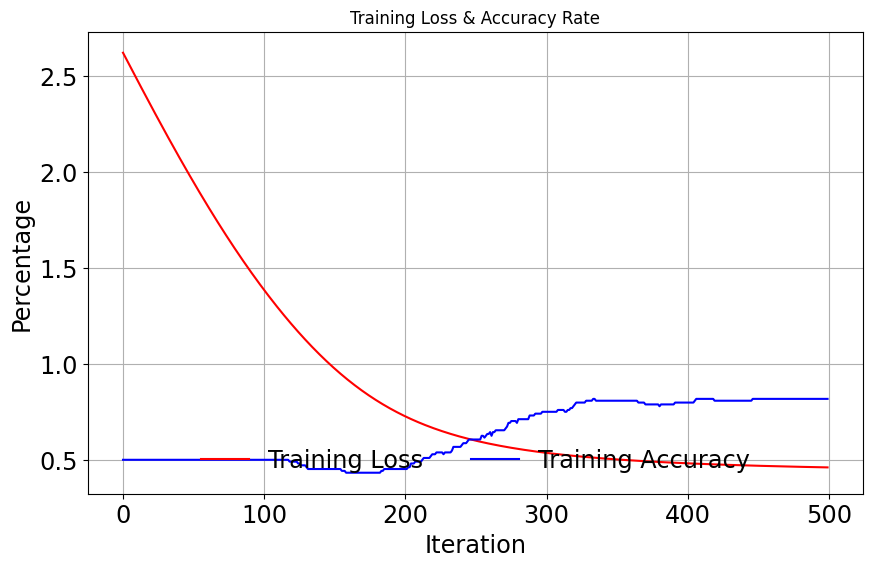 Training Loss & Accuracy Rate
Percentage
2.5
2.0
1.5
1.0
0.5
Training Loss Training Accuracy
0 100 200 300 400 500
Iteration